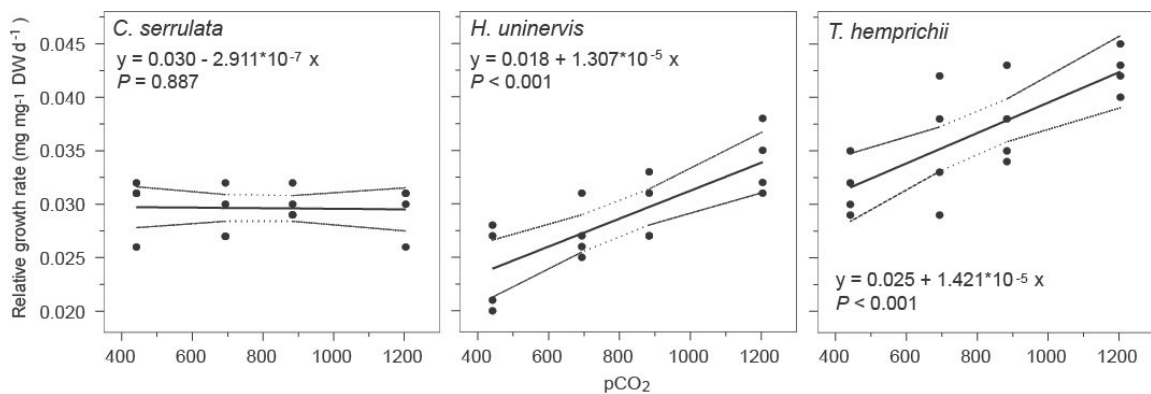 C. serrulata
y = 0.030 - 2.911*10-7 x
P = 0.887
H. uninervis
y = 0.018 + 1.307*10-5 x
P < 0.001
T. hemprichii
y = 0.025 + 1.421*10-5 x
P < 0.001
Relative growth rate (mg mg-1 DW d-1)
0.045
0.040
0.035
0.030
0.025
0.020
400 600 800 1000 1200
400 600 800 1000 1200
400 600 800 1000 1200
pCO2